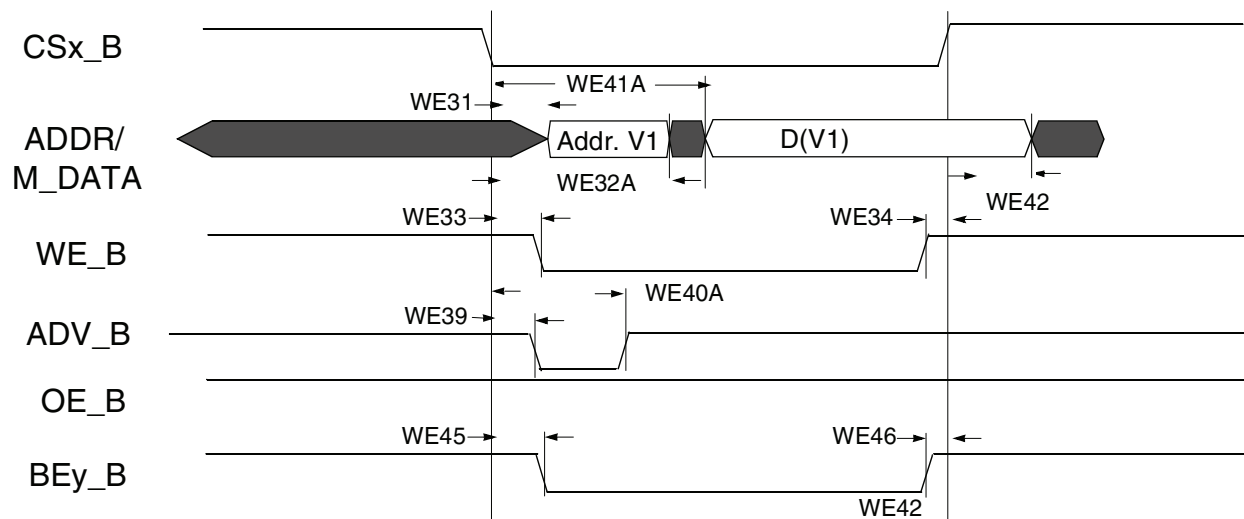 CSx_B
WE41A
WE31
ADDR/
M_DATA
Addr. V1
D(V1)
WE32A
WE42
WE33
WE34
WE_B
WE40A
WE39
ADV_B
OE_B
WE45
WE46
BEy_B
WE42